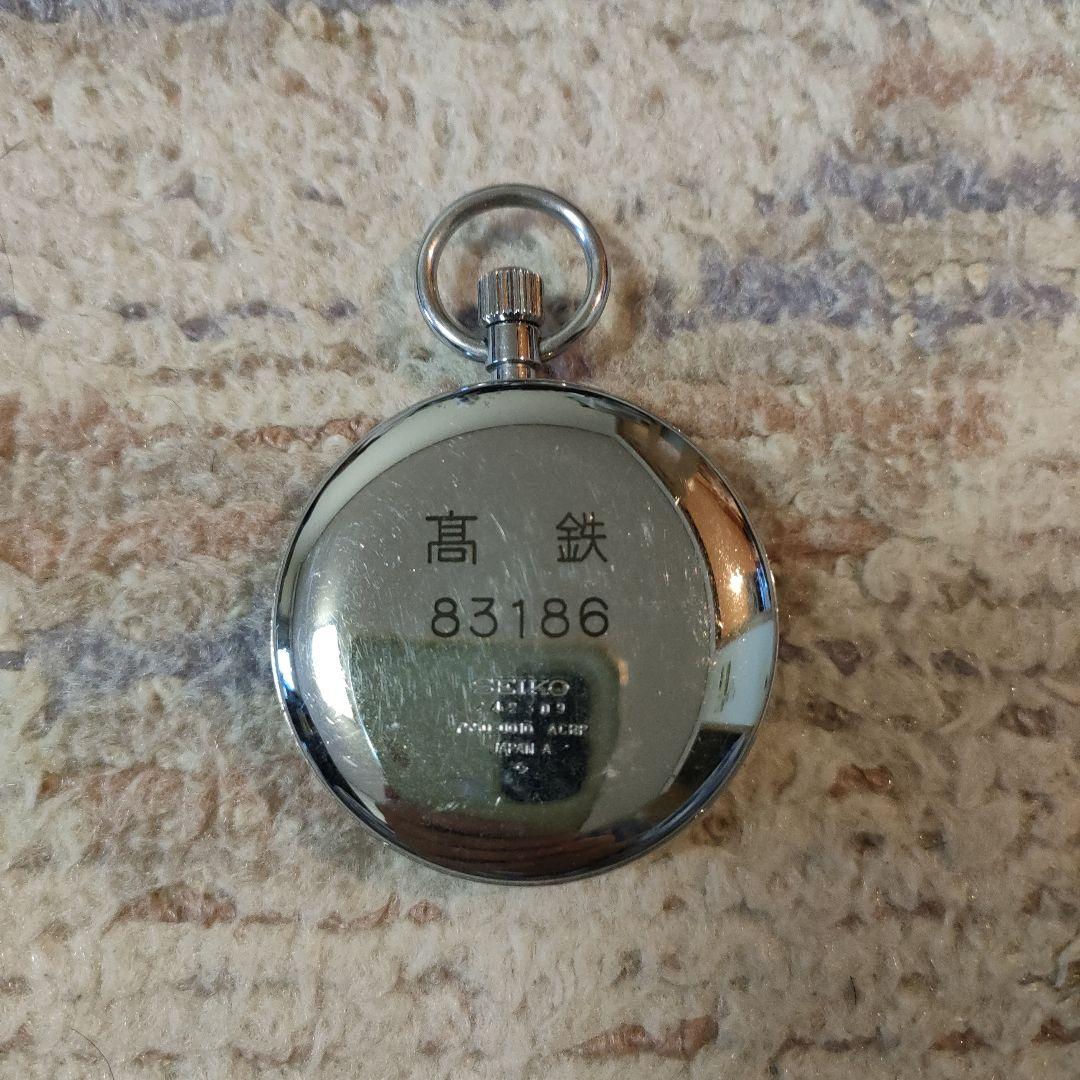 髙 鉄
83186
SEIKO
JAPAN A